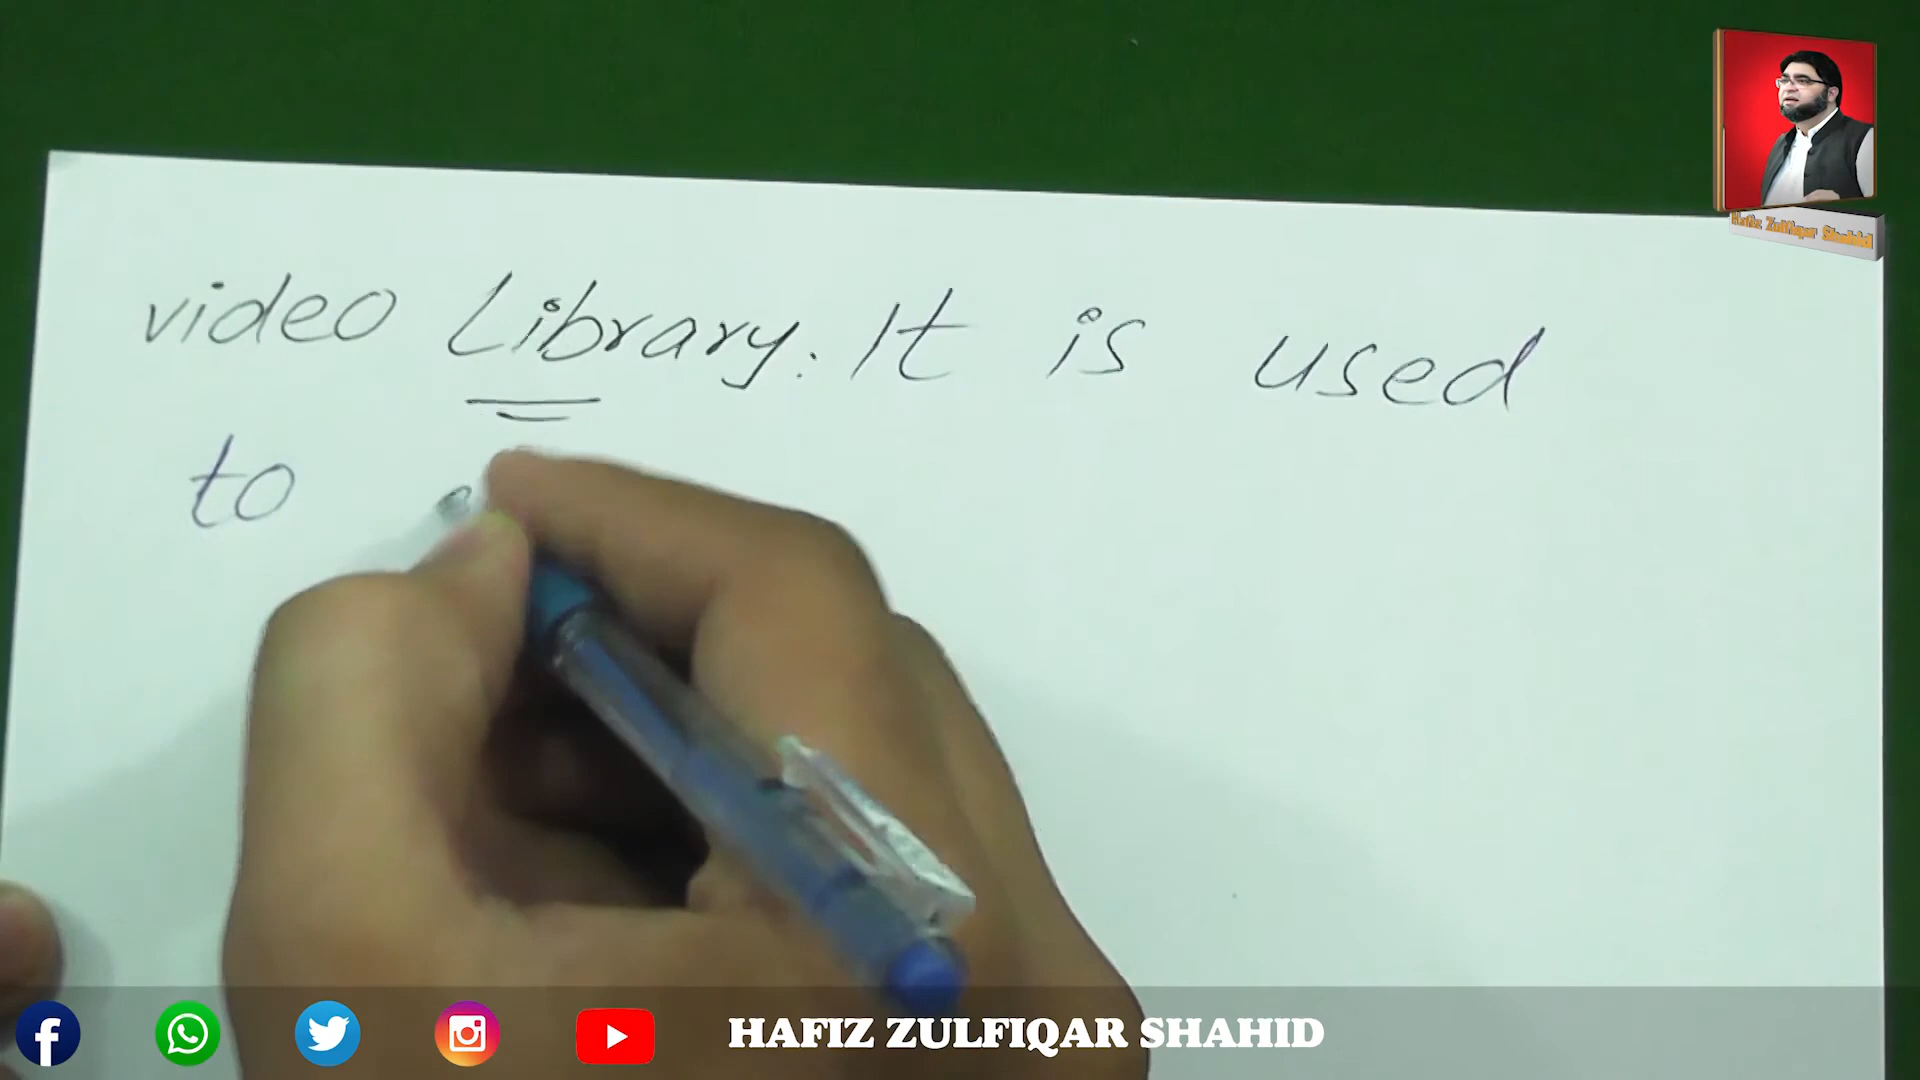 Hafiz Zulfiqar Shahid
video Library. It is used
to
HAFIZ ZULFIQAR SHAHID